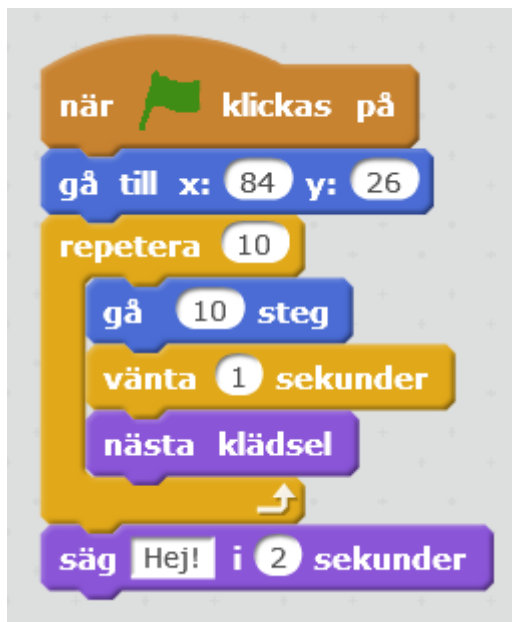 när klickas på
gå till x: 84 y: 26
repetera 10
gå 10 steg
vänta 1 sekunder
nästa klädsel
säg Hej! i 2 sekunder